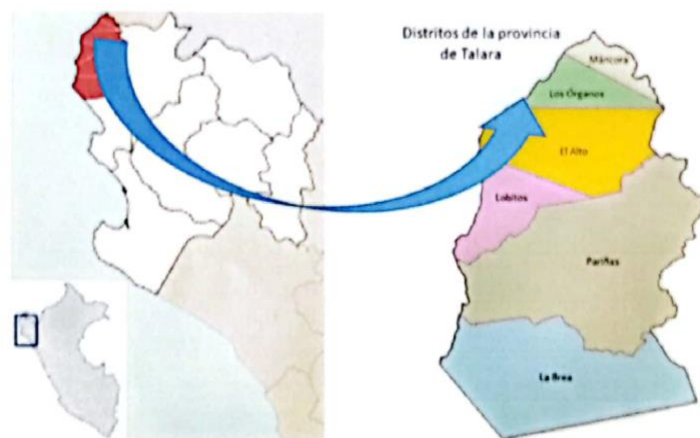 Distritos de la provincia
de Talara
Máncora
Los Órganos
El Alto
Lobitos
Pariñas
La Brea